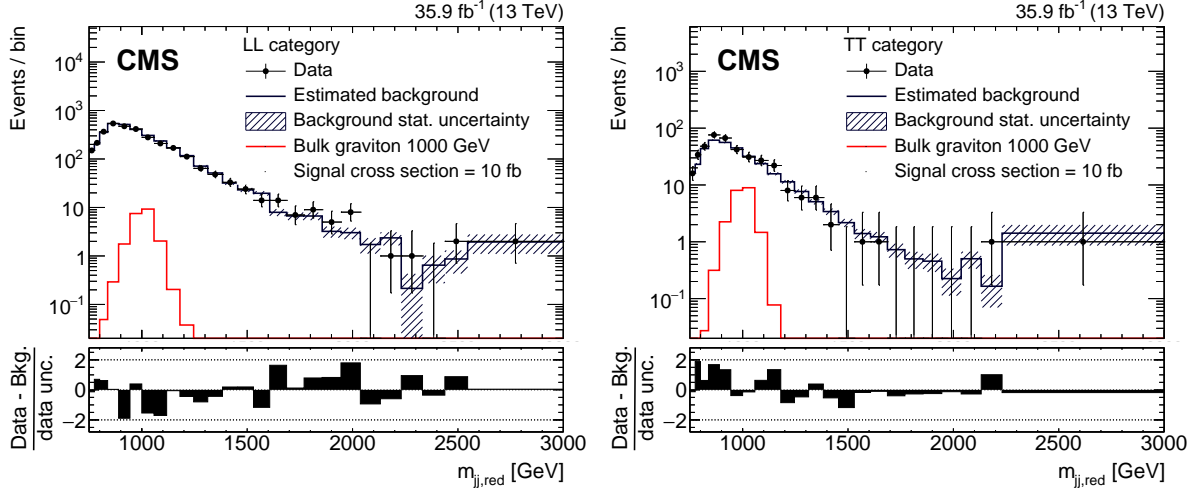 35.9 fb⁻¹ (13 TeV)
Events / bin
CMS
LL category
Data
Estimated background
Background stat. uncertainty
Bulk graviton 1000 GeV
Signal cross section = 10 fb
10⁴
10³
10²
10
1
10⁻¹
Data - Bkg.
data unc.
2
0
−2
1000 1500 2000 2500 3000
m_jj,red [GeV]
35.9 fb⁻¹ (13 TeV)
Events / bin
CMS
TT category
Data
Estimated background
Background stat. uncertainty
Bulk graviton 1000 GeV
Signal cross section = 10 fb
10³
10²
10
1
10⁻¹
Data - Bkg.
data unc.
2
0
−2
1000 1500 2000 2500 3000
m_jj,red [GeV]